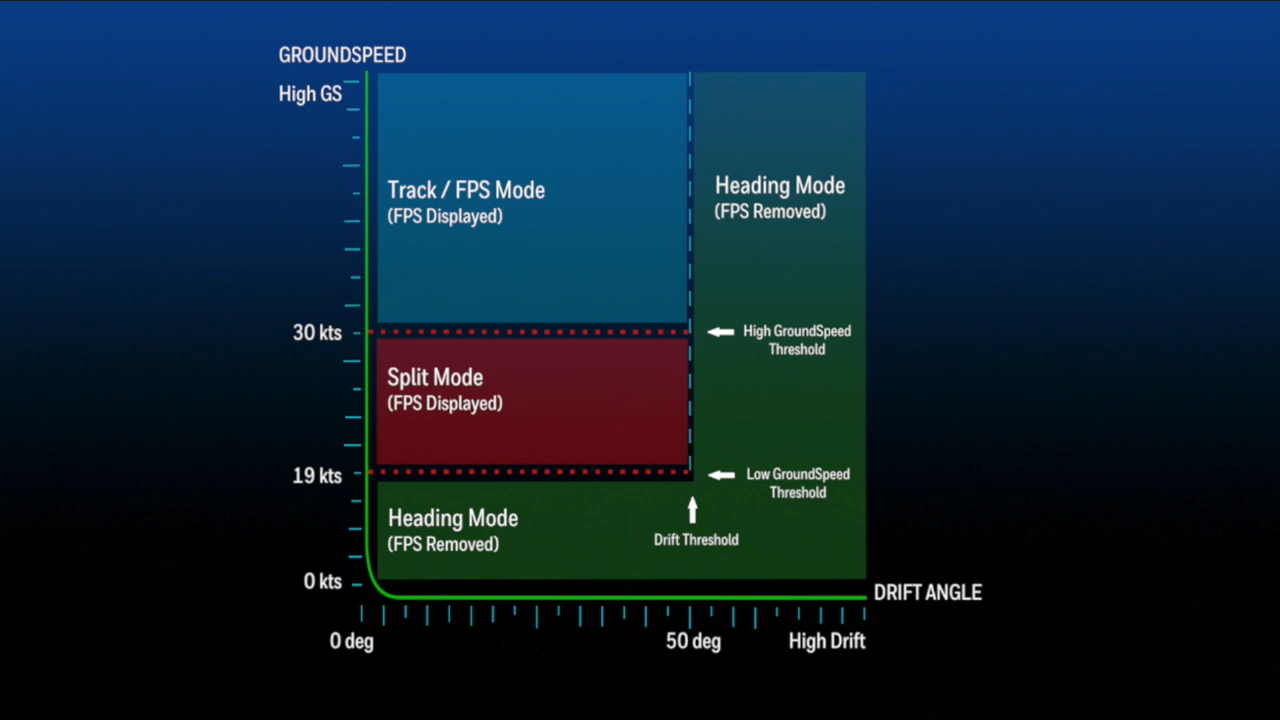 GROUNDSPEED
High GS
Track / FPS Mode
(FPS Displayed)
Heading Mode
(FPS Removed)
30 kts
High GroundSpeed
Threshold
Split Mode
(FPS Displayed)
19 kts
Low GroundSpeed
Threshold
Heading Mode
(FPS Removed)
Drift Threshold
0 kts
DRIFT ANGLE
0 deg
50 deg
High Drift